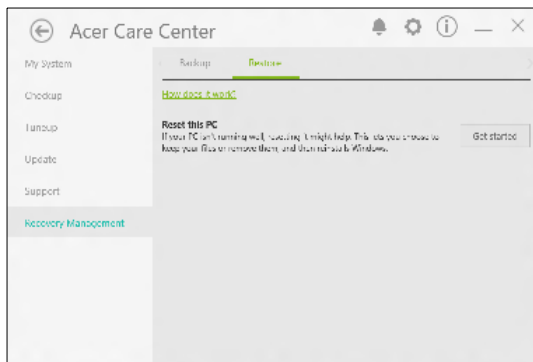 Acer Care Center
My System
Checkup
Tuneup
Update
Support
Recovery Management
Backup
Restore
How does it work?
Reset this PC
If your PC isn't running well, resetting it might help. This lets you choose to
keep your files or remove them, and then reinstalls Windows.
Get started